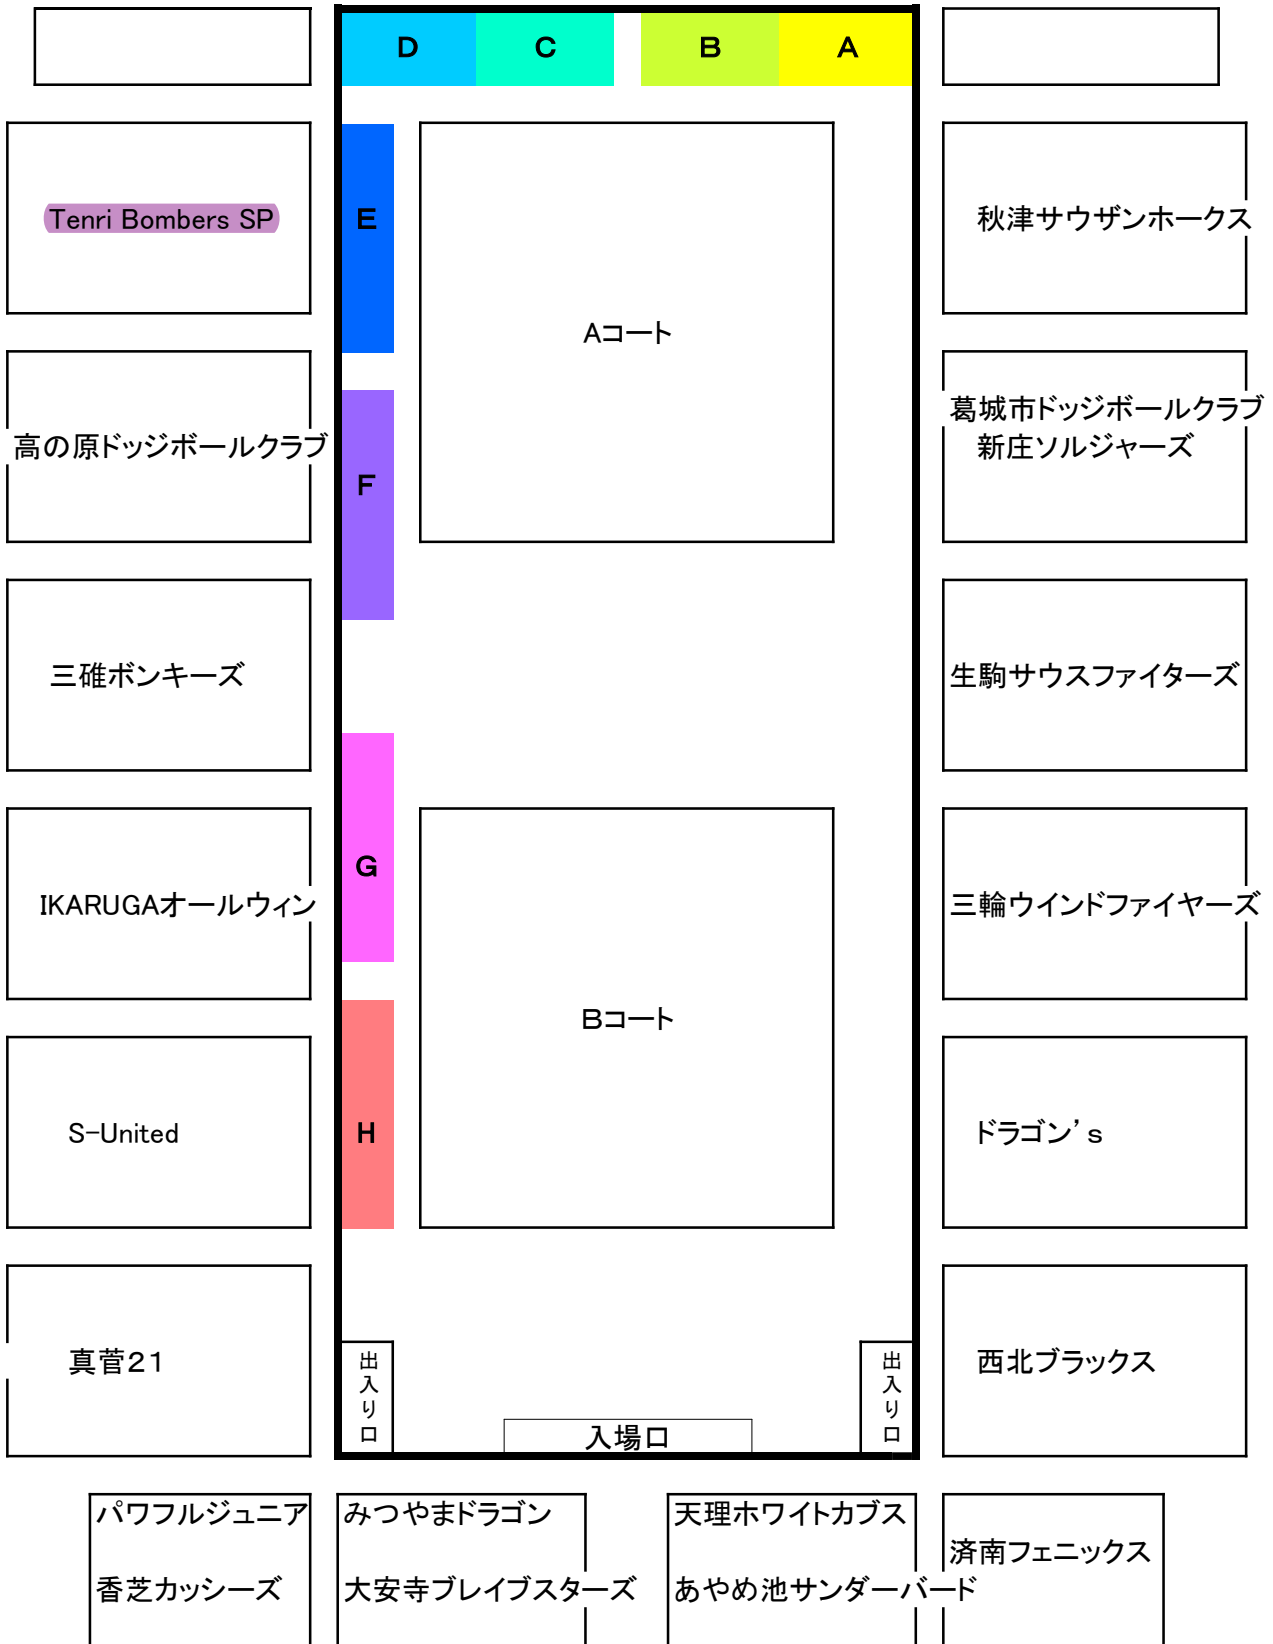 D
C
B
A
Tenri Bombers SP
E
秋津サウザンホークス
Aコート
葛城市ドッジボールクラブ
新庄ソルジャーズ
高の原ドッジボールクラブ
F
三碓ボンキーズ
生駒サウスファイターズ
G
IKARUGAオールウィン
三輪ウインドファイヤーズ
Bコート
S-United
H
ドラゴン’s
真菅21
出入り口
出入り口
西北ブラックス
入場口
パワフルジュニア
みつやまドラゴン
天理ホワイトカブス
済南フェニックス
香芝カッシーズ
大安寺ブレイブスターズ
あやめ池サンダーバード